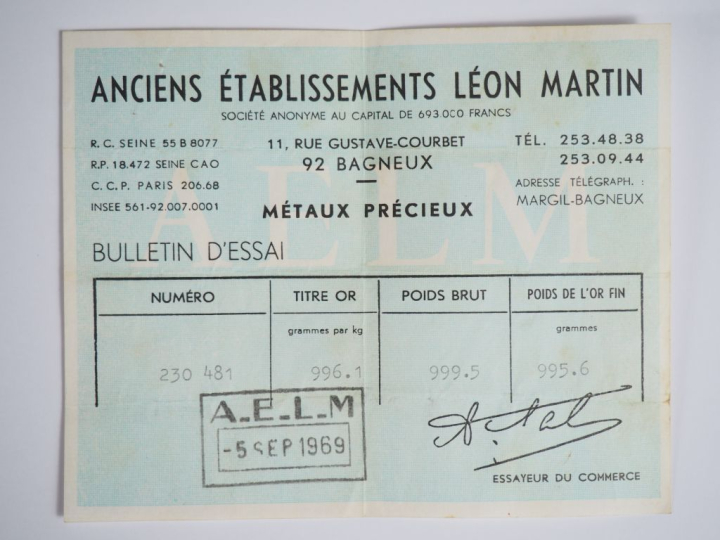 ANCIENS ÉTABLISSEMENTS LÉON MARTIN
SOCIÉTÉ ANONYME AU CAPITAL DE 693.000 FRANCS
R.C. SEINE 55 B 8077
R.P. 18.472 SEINE CAO
C.C.P. PARIS 206.68
INSEE 561-92.007.0001
11, RUE GUSTAVE-COURBET
92 BAGNEUX
MÉTAUX PRÉCIEUX
TÉL. 253.48.38
253.09.44
ADRESSE TÉLÉGRAPH. :
MARGIL-BAGNEUX
AELM
BULLETIN D'ESSAI
NUMÉRO TITRE OR POIDS BRUT POIDS DE L'OR FIN
grammes par kg grammes
230 481 996.1 999.5 995.6
A.E.L.M
-5 SEP 1969
ESSAYEUR DU COMMERCE